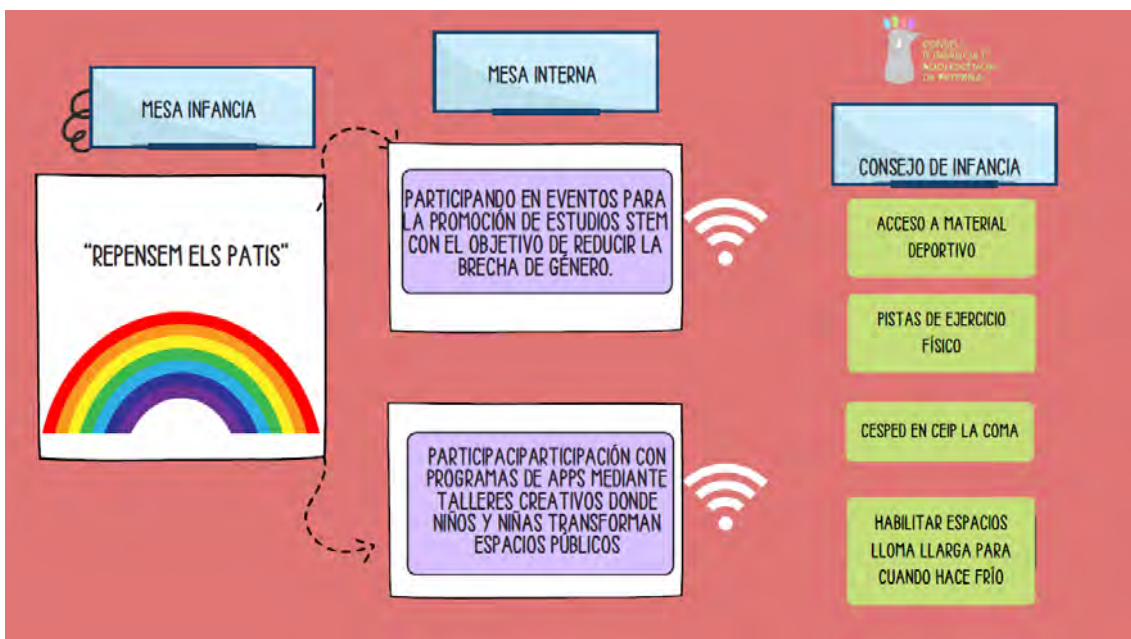 MESA INFANCIA
"REPENSEM ELS PATIS"
MESA INTERNA
PARTICIPANDO EN EVENTOS PARA
LA PROMOCIÓN DE ESTUDIOS STEM
CON EL OBJETIVO DE REDUCIR LA
BRECHA DE GÉNERO.
PARTICIPACIPARTICIPACIÓN CON
PROGRAMAS DE APPS MEDIANTE
TALLERES CREATIVOS DONDE
NIÑOS Y NIÑAS TRANSFORMAN
ESPACIOS PÚBLICOS
CONSEJO DE INFANCIA
ACCESO A MATERIAL
DEPORTIVO
PISTAS DE EJERCICIO
FÍSICO
CESPED EN CEIP LA COMA
HABILITAR ESPACIOS
LLOMA LLARGA PARA
CUANDO HACE FRÍO